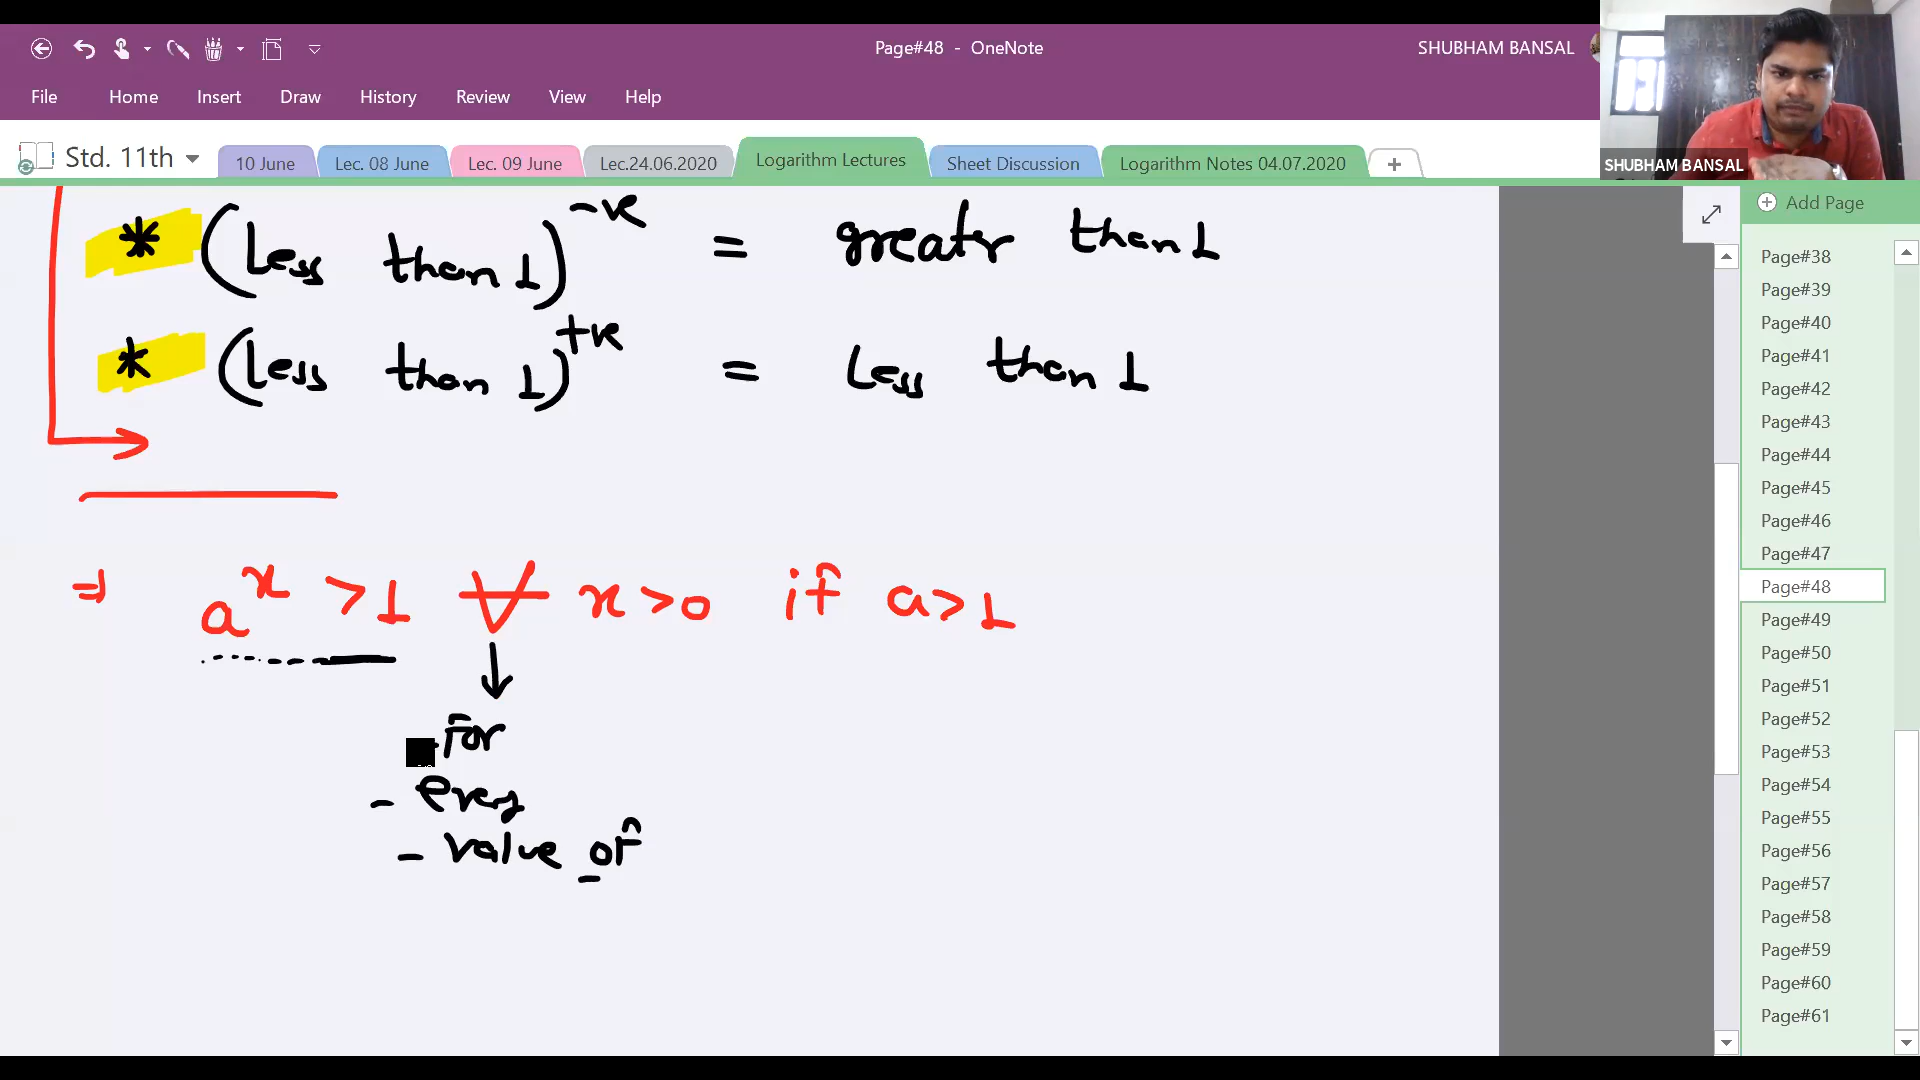 Page#48 - OneNote
SHUBHAM BANSAL
File Home Insert Draw History Review View Help
Std. 11th
10 June
Lec. 08 June
Lec. 09 June
Lec.24.06.2020
Logarithm Lectures
Sheet Discussion
Logarithm Notes 04.07.2020
SHUBHAM BANSAL
Add Page
* (Less than 1)^-ve = greater than 1
* (Less than 1)^+ve = Less than 1
⇒ a^x > 1 ∀ x > 0 if a > 1
↓
- For
- every
- value of
Page#38
Page#39
Page#40
Page#41
Page#42
Page#43
Page#44
Page#45
Page#46
Page#47
Page#48
Page#49
Page#50
Page#51
Page#52
Page#53
Page#54
Page#55
Page#56
Page#57
Page#58
Page#59
Page#60
Page#61